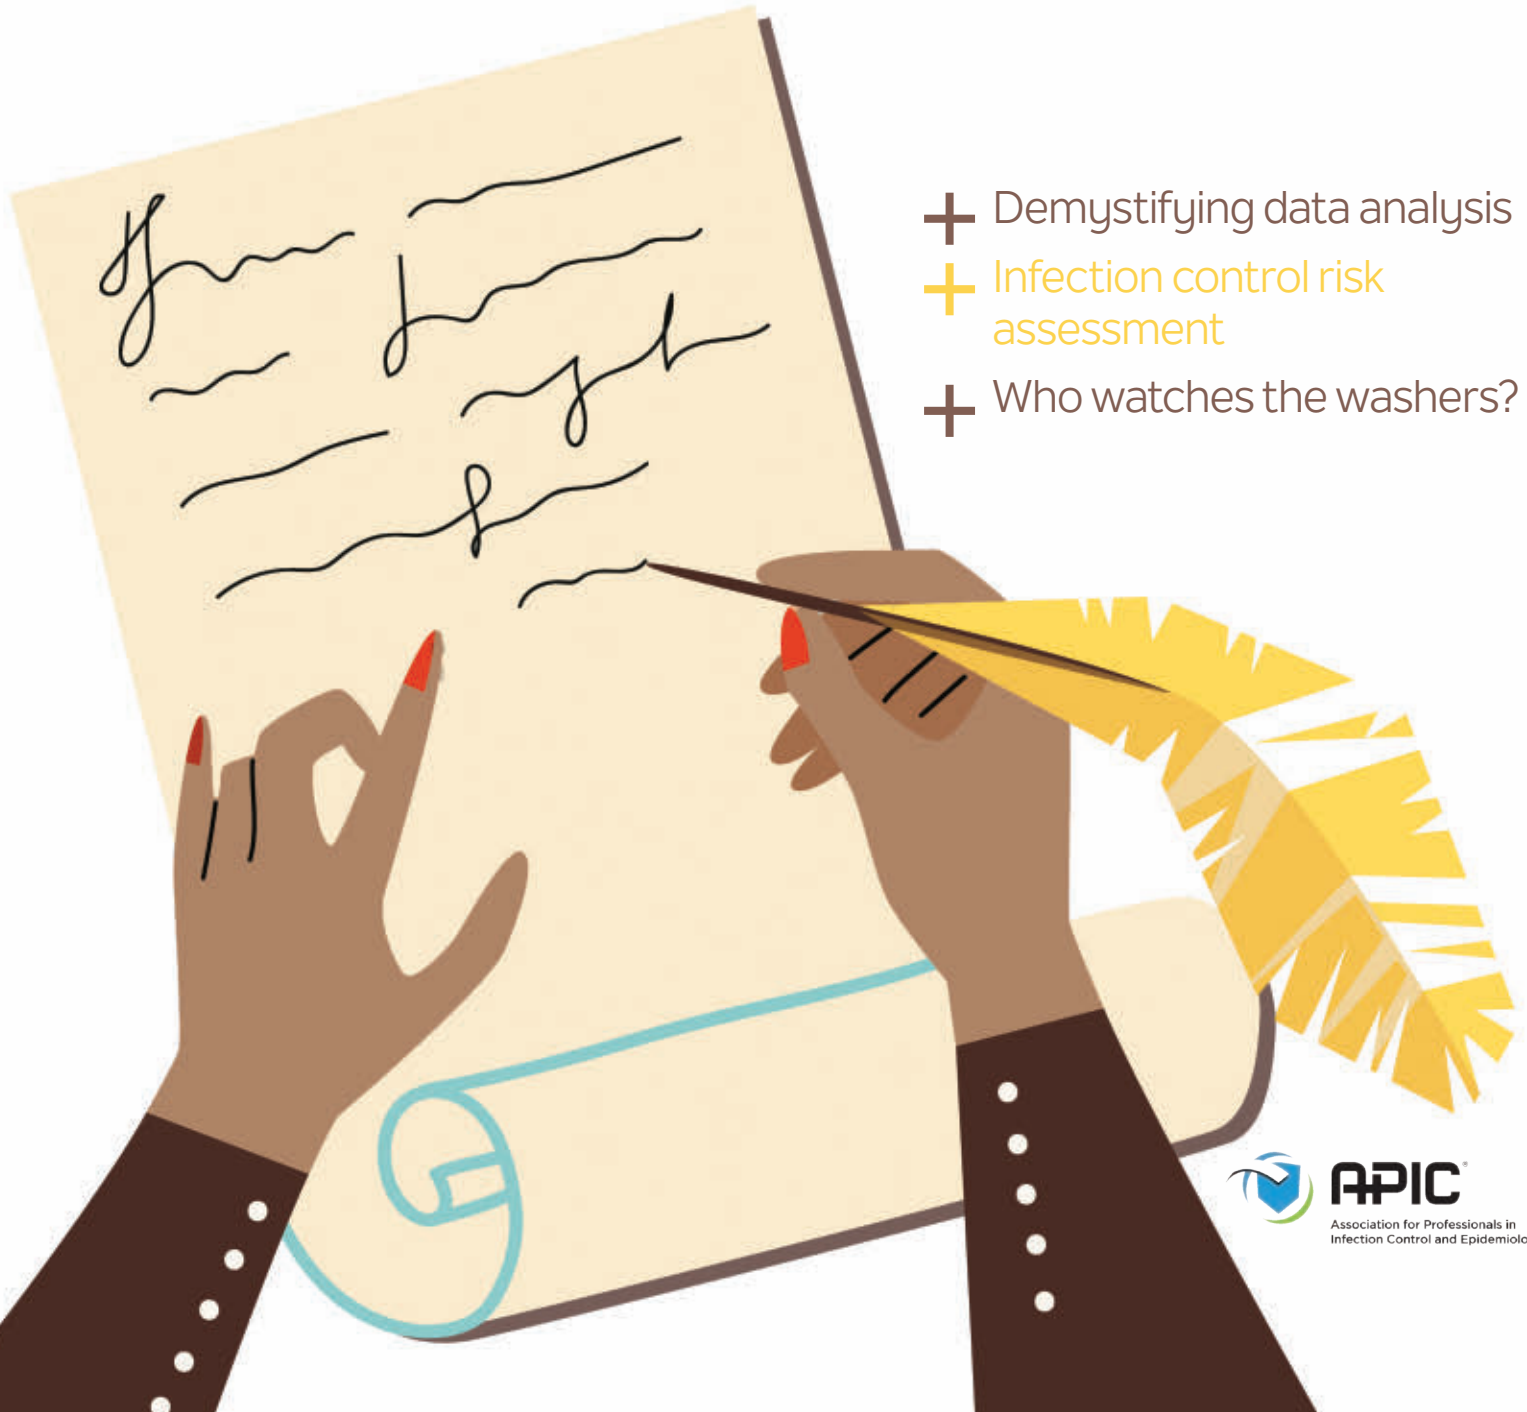 + Demystifying data analysis
+ Infection control risk
assessment
+ Who watches the washers?
APIC®
Association for Professionals in
Infection Control and Epidemiolo